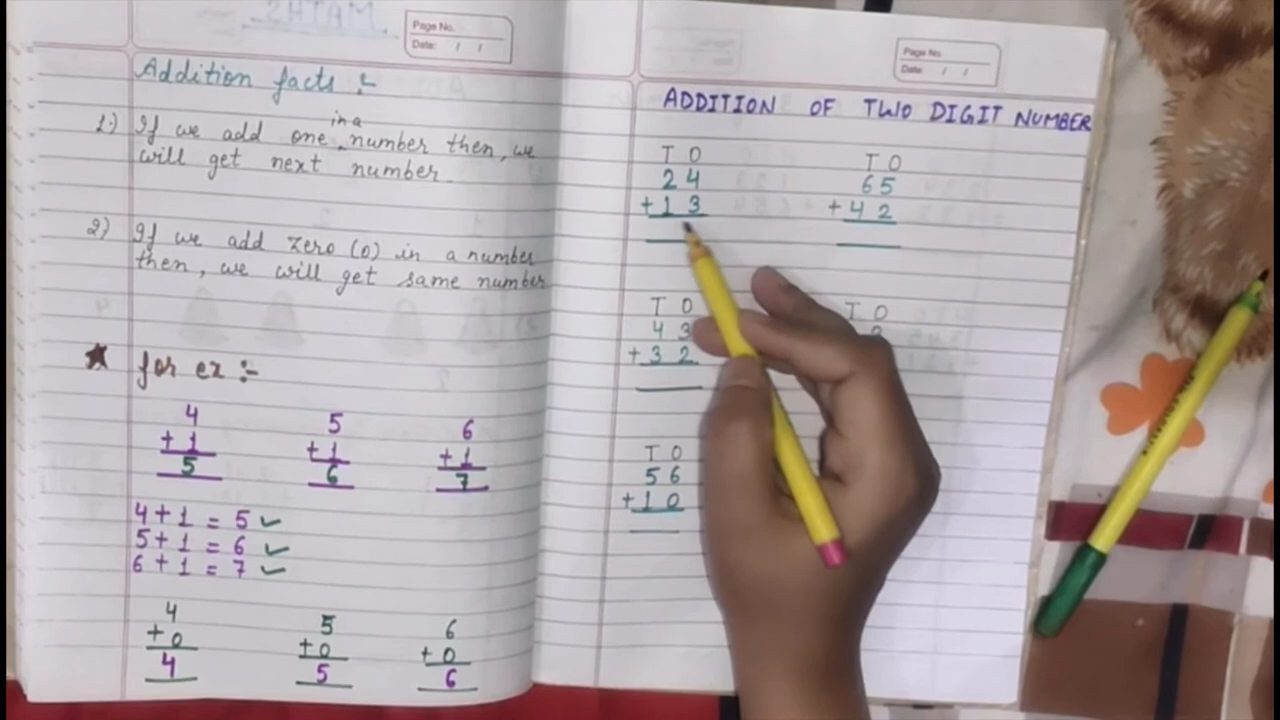 MATHS
Page No.
Date: / /
Addition facts :-
1.) If we add one in a number then, we
will get next number
2) If we add zero (0) in a number
then, we will get same number
★ for ex :-
4
+ 1
5
5
+ 1
6
6
+ 1
7
4 + 1 = 5 ✓
5 + 1 = 6 ✓
6 + 1 = 7 ✓
4
+ 0
4
5
+ 0
5
6
+ 0
6
Page No.
Date: / /
ADDITION OF TWO DIGIT NUMBER
T O
2 4
+ 1 3
T O
6 5
+ 4 2
T O
4 3
+ 3 2
T O
T O
5 6
+ 1 0